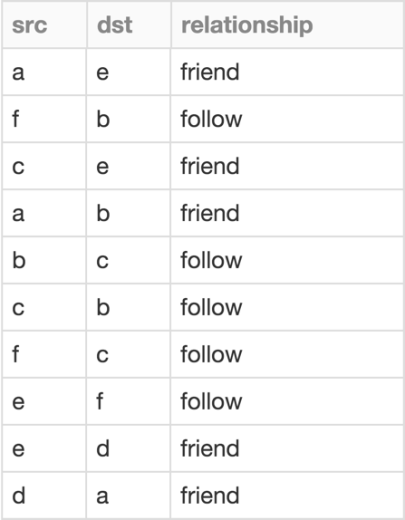 src dst relationship
a e friend
f b follow
c e friend
a b friend
b c follow
c b follow
f c follow
e f follow
e d friend
d a friend